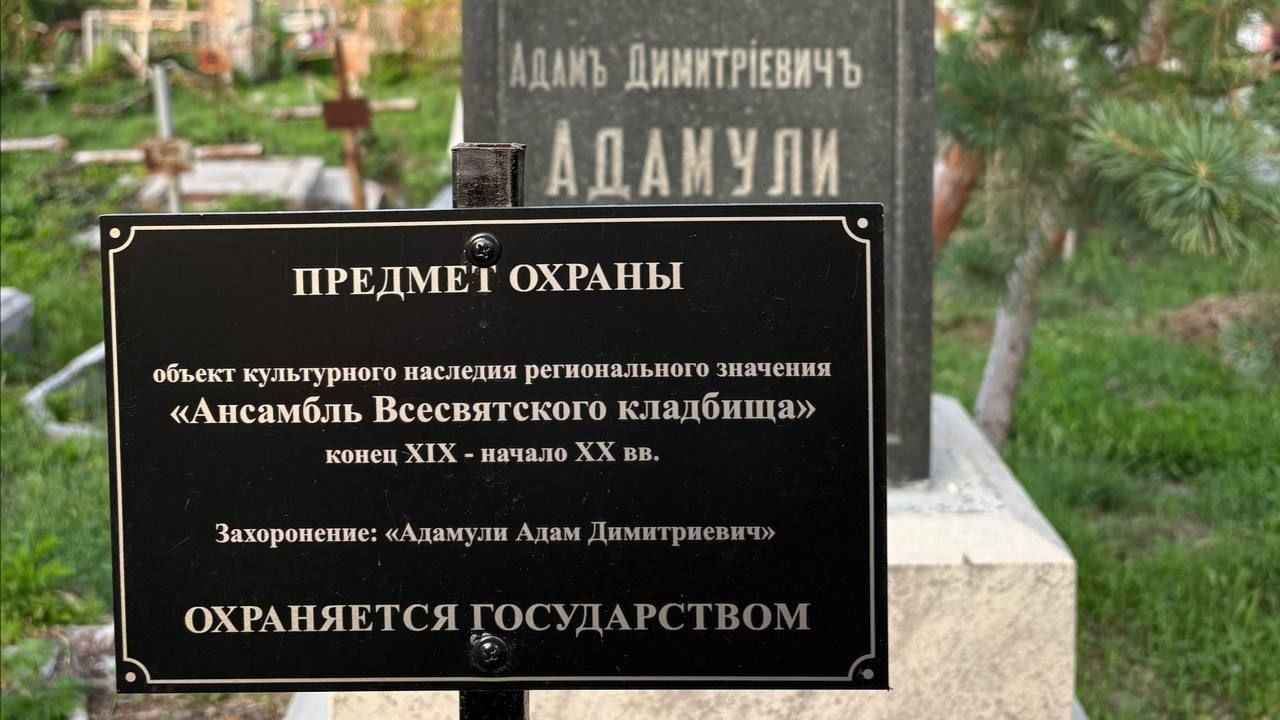 Адамъ Димитріевичъ
Адамули
ПРЕДМЕТ ОХРАНЫ
объект культурного наследия регионального значения
«Ансамбль Всесвятского кладбища»
конец XIX - начало XX вв.
Захоронение: «Адамули Адам Димитриевич»
ОХРАНЯЕТСЯ ГОСУДАРСТВОМ